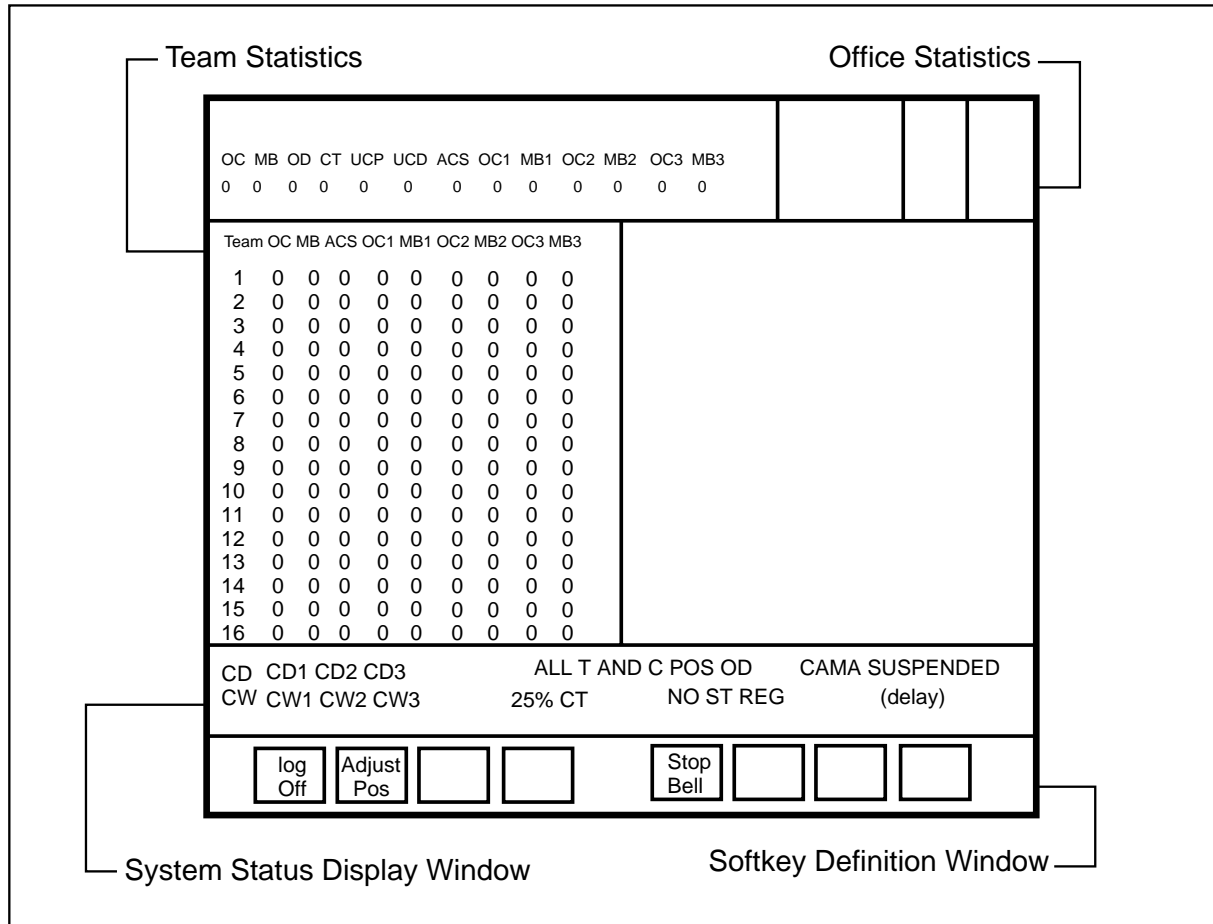 Team Statistics
Office Statistics
OC MB OD CT UCP UCD ACS OC1 MB1 OC2 MB2 OC3 MB3
0 0 0 0 0 0 0 0 0 0 0 0 0
Team OC MB ACS OC1 MB1 OC2 MB2 OC3 MB3
1 0 0 0 0 0 0 0 0 0
2 0 0 0 0 0 0 0 0 0
3 0 0 0 0 0 0 0 0 0
4 0 0 0 0 0 0 0 0 0
5 0 0 0 0 0 0 0 0 0
6 0 0 0 0 0 0 0 0 0
7 0 0 0 0 0 0 0 0 0
8 0 0 0 0 0 0 0 0 0
9 0 0 0 0 0 0 0 0 0
10 0 0 0 0 0 0 0 0 0
11 0 0 0 0 0 0 0 0 0
12 0 0 0 0 0 0 0 0 0
13 0 0 0 0 0 0 0 0 0
14 0 0 0 0 0 0 0 0 0
15 0 0 0 0 0 0 0 0 0
16 0 0 0 0 0 0 0 0 0
CD CD1 CD2 CD3 ALL T AND C POS OD CAMA SUSPENDED
CW CW1 CW2 CW3 25% CT NO ST REG (delay)
log Adjust Stop
Off Pos Bell
System Status Display Window
Softkey Definition Window